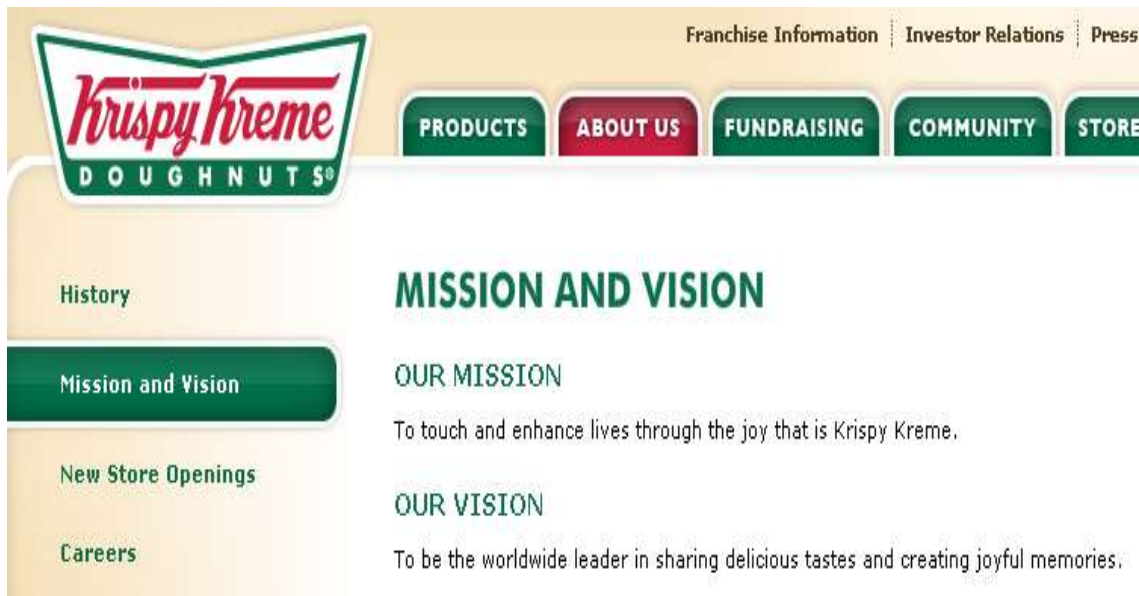 Franchise Information Investor Relations Press
Krispy Kreme
DOUGHNUTS®
PRODUCTS ABOUT US FUNDRAISING COMMUNITY STORE
History
MISSION AND VISION
Mission and Vision
OUR MISSION
To touch and enhance lives through the joy that is Krispy Kreme.
New Store Openings
OUR VISION
Careers
To be the worldwide leader in sharing delicious tastes and creating joyful memories.